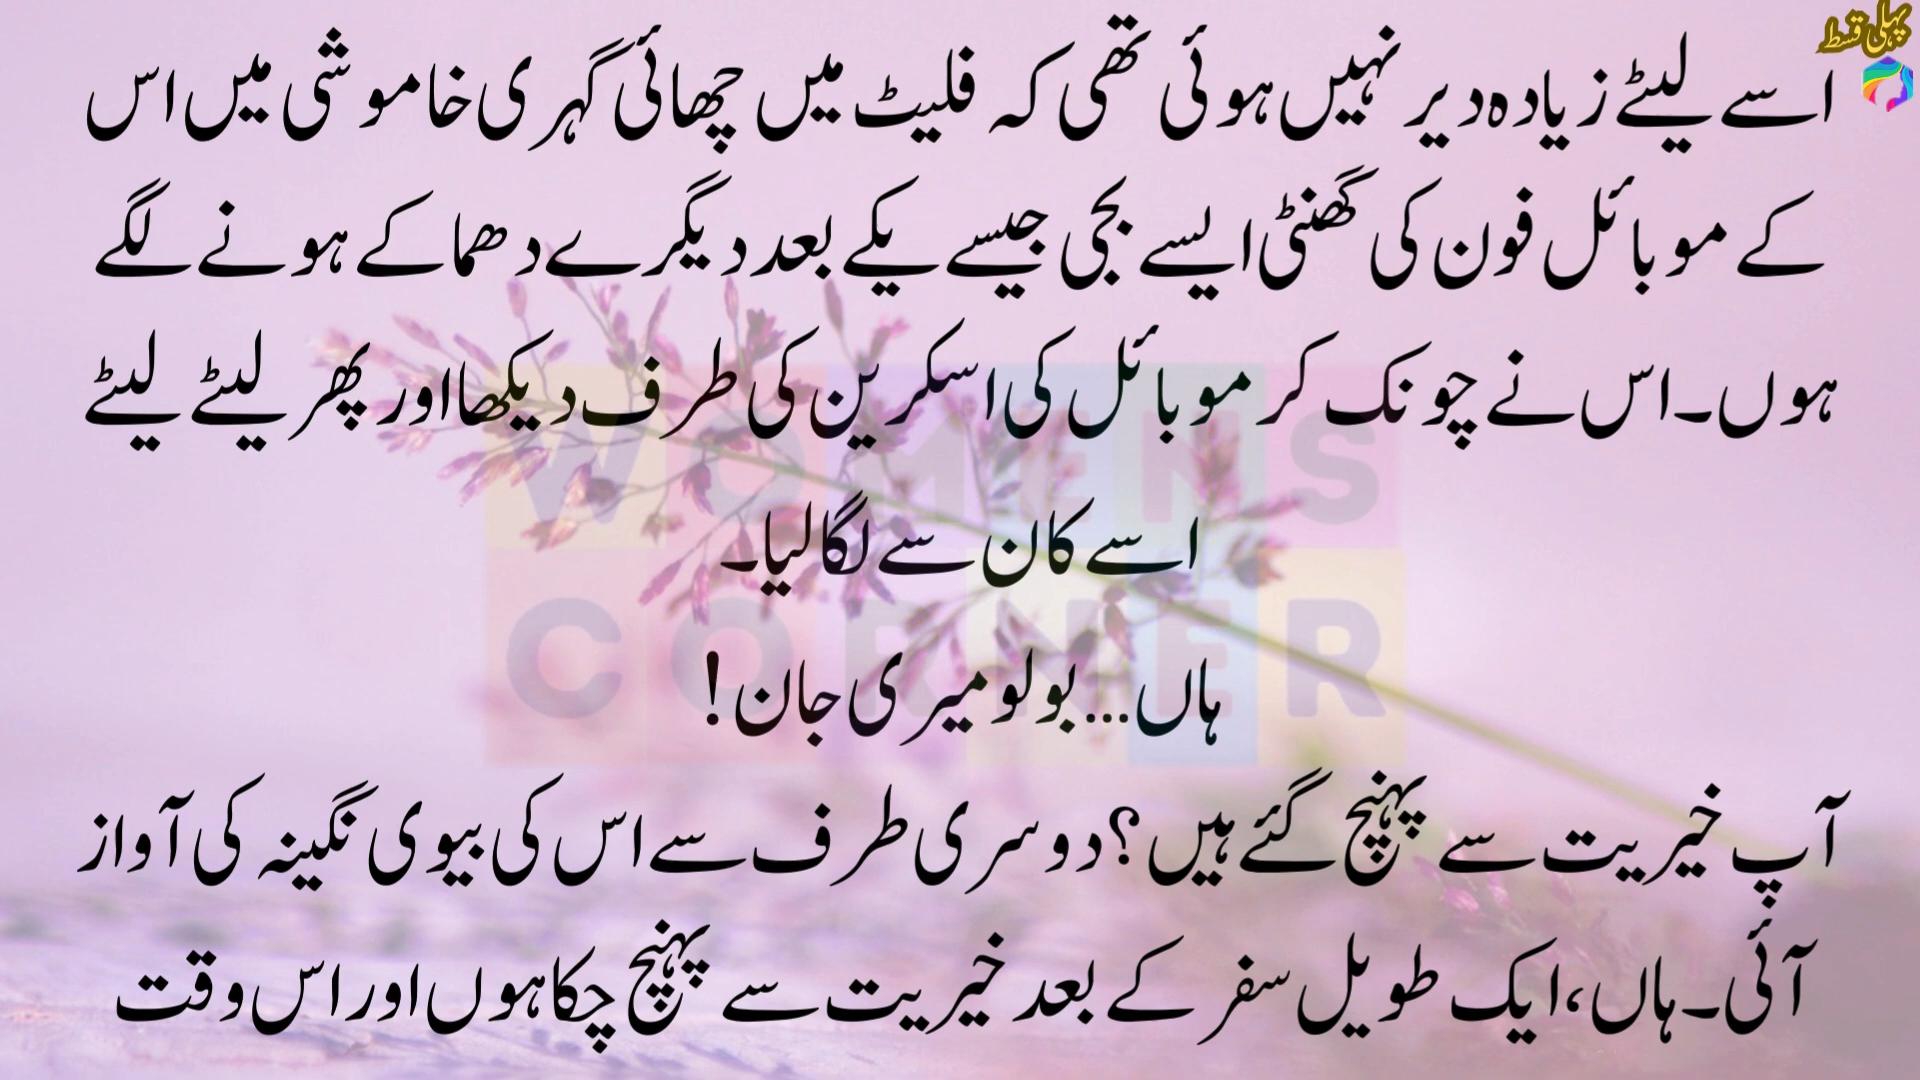 پہلی قسط
اسے لیٹے زیادہ دیر نہیں ہوئی تھی کہ فلیٹ میں چھائی گہری خاموشی میں اس
کے موبائل فون کی گھنٹی ایسے بجی جیسے یکے بعد دیگرے دھماکے ہونے لگے
ہوں۔ اس نے چونک کر موبائل کی اسکرین کی طرف دیکھا اور پھر لیٹے لیٹے
اسے کان سے لگا لیا۔
ہاں...بولو میری جان!
آپ خیریت سے پہنچ گئے ہیں؟ دوسری طرف سے اس کی بیوی نگینہ کی آواز
آئی۔ ہاں، ایک طویل سفر کے بعد خیریت سے پہنچ چکا ہوں اور اس وقت
WOMENS
CORNER